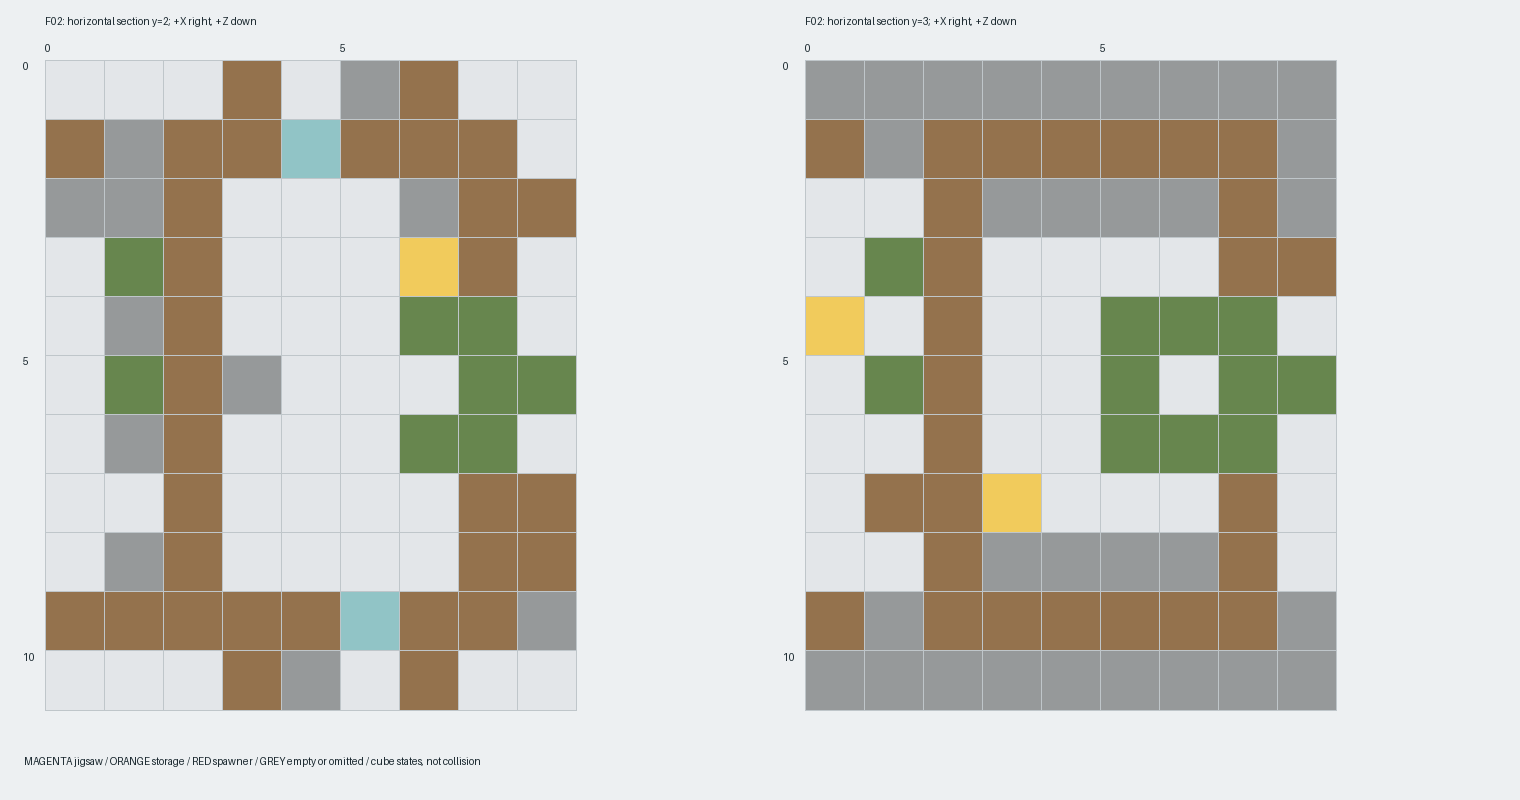 F02: horizontal section y=2; +X right, +Z down
0 5
0
5
10
F02: horizontal section y=3; +X right, +Z down
0 5
0
5
10
MAGENTA jigsaw / ORANGE storage / RED spawner / GREY empty or omitted / cube states, not collision